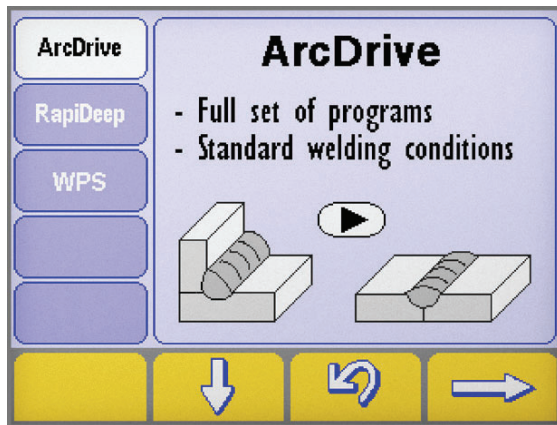 ArcDrive
RapiDeep
WPS
ArcDrive
- Full set of programs
- Standard welding conditions